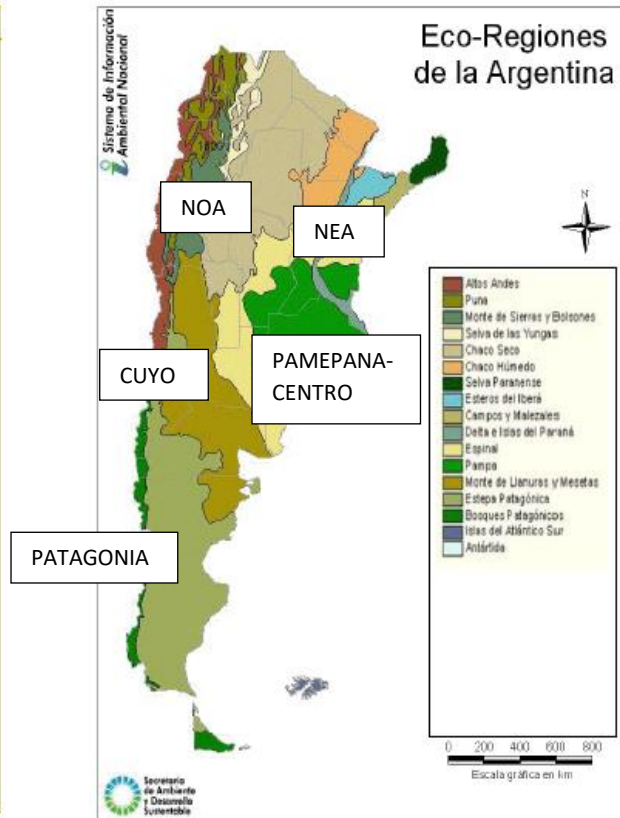 Eco-Regiones
de la Argentina
Sistema de Información
Ambiental Nacional
NOA
NEA
N
CUYO
PAMEPANA-
CENTRO
PATAGONIA
Altos Andes
Puna
Monte de Sierras y Bolsones
Selva de las Yungas
Chaco Seco
Chaco Húmedo
Selva Paranense
Esteros del Iberá
Campos y Malezales
Delta e Islas del Paraná
Espinal
Pampa
Monte de Llanuras y Mesetas
Estepa Patagónica
Bosques Patagónicos
Islas del Atlántico Sur
Antártida
0 200 400 600 800
Escala gráfica en km
Secretaría
de Ambiente
y Desarrollo
Sustentable